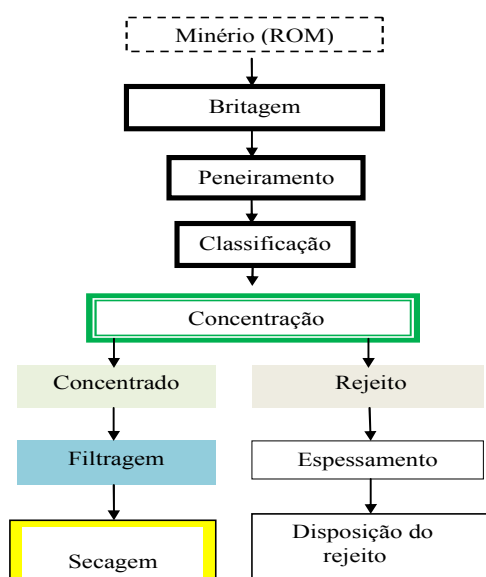 Minério (ROM)
Britagem
Peneiramento
Classificação
Concentração
Concentrado
Rejeito
Filtragem
Espessamento
Secagem
Disposição do
rejeito